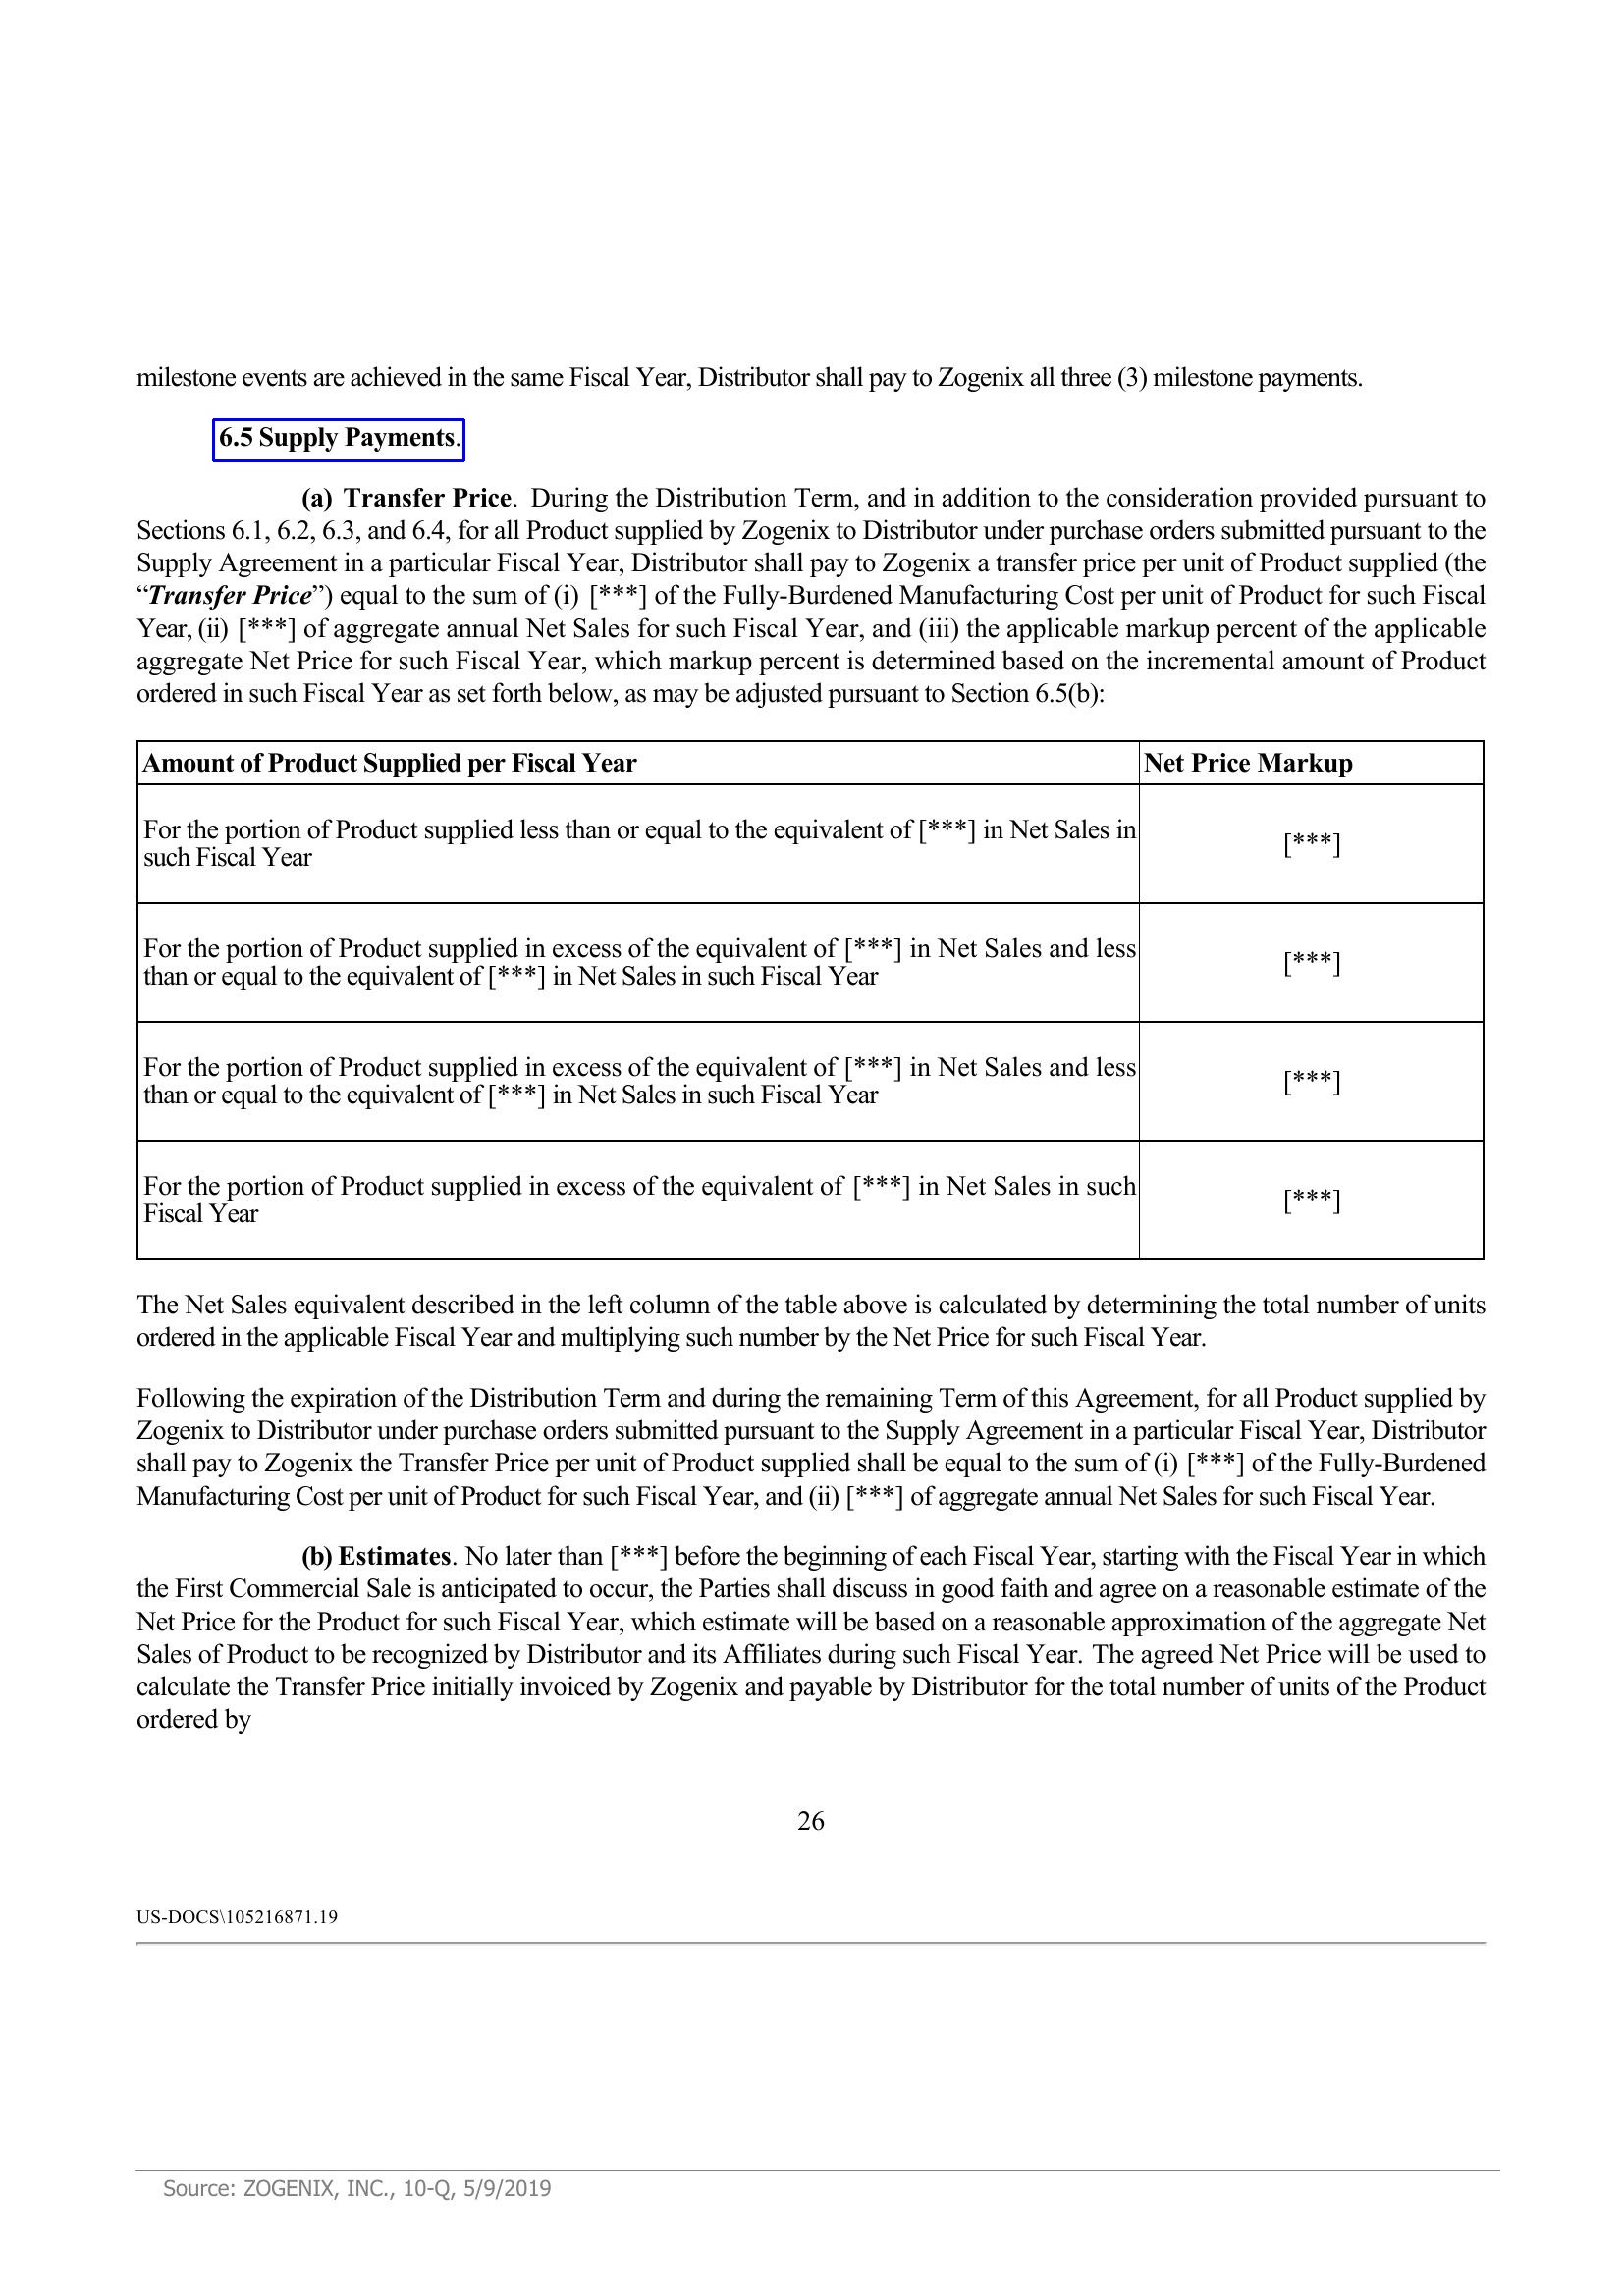 milestone events are achieved in the same Fiscal Year, Distributor shall pay to Zogenix all three (3) milestone payments.
6.5 Supply Payments.
(a) Transfer Price. During the Distribution Term, and in addition to the consideration provided pursuant to
Sections 6.1, 6.2, 6.3, and 6.4, for all Product supplied by Zogenix to Distributor under purchase orders submitted pursuant to the
Supply Agreement in a particular Fiscal Year, Distributor shall pay to Zogenix a transfer price per unit of Product supplied (the
“Transfer Price”) equal to the sum of (i) [***] of the Fully-Burdened Manufacturing Cost per unit of Product for such Fiscal
Year, (ii) [***] of aggregate annual Net Sales for such Fiscal Year, and (iii) the applicable markup percent of the applicable
aggregate Net Price for such Fiscal Year, which markup percent is determined based on the incremental amount of Product
ordered in such Fiscal Year as set forth below, as may be adjusted pursuant to Section 6.5(b):
Amount of Product Supplied per Fiscal Year Net Price Markup
For the portion of Product supplied less than or equal to the equivalent of [***] in Net Sales in
such Fiscal Year
[***]
For the portion of Product supplied in excess of the equivalent of [***] in Net Sales and less
than or equal to the equivalent of [***] in Net Sales in such Fiscal Year
[***]
For the portion of Product supplied in excess of the equivalent of [***] in Net Sales and less
than or equal to the equivalent of [***] in Net Sales in such Fiscal Year
[***]
For the portion of Product supplied in excess of the equivalent of [***] in Net Sales in such
Fiscal Year
[***]
The Net Sales equivalent described in the left column of the table above is calculated by determining the total number of units
ordered in the applicable Fiscal Year and multiplying such number by the Net Price for such Fiscal Year.
Following the expiration of the Distribution Term and during the remaining Term of this Agreement, for all Product supplied by
Zogenix to Distributor under purchase orders submitted pursuant to the Supply Agreement in a particular Fiscal Year, Distributor
shall pay to Zogenix the Transfer Price per unit of Product supplied shall be equal to the sum of (i) [***] of the Fully-Burdened
Manufacturing Cost per unit of Product for such Fiscal Year, and (ii) [***] of aggregate annual Net Sales for such Fiscal Year.
(b) Estimates. No later than [***] before the beginning of each Fiscal Year, starting with the Fiscal Year in which
the First Commercial Sale is anticipated to occur, the Parties shall discuss in good faith and agree on a reasonable estimate of the
Net Price for the Product for such Fiscal Year, which estimate will be based on a reasonable approximation of the aggregate Net
Sales of Product to be recognized by Distributor and its Affiliates during such Fiscal Year. The agreed Net Price will be used to
calculate the Transfer Price initially invoiced by Zogenix and payable by Distributor for the total number of units of the Product
ordered by
26
US-DOCS\105216871.19
Source: ZOGENIX, INC., 10-Q, 5/9/2019